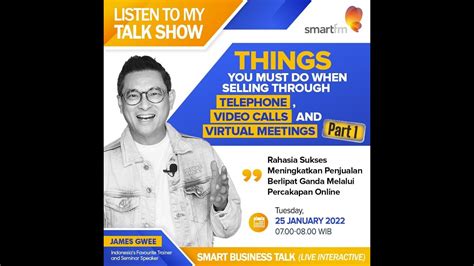 LISTEN TO MY
TALK SHOW
smartfm
THINGS
YOU MUST DO WHEN
SELLING THROUGH
TELEPHONE,
VIDEO CALLS AND
VIRTUAL MEETINGS Part I
Rahasia Sukses
Meningkatkan Penjualan
Berlipat Ganda Melalui
Percakapan Online
Tuesday,
25 JANUARY 2022
07.00-08.00 WIB
JAMES GWEE
Indonesia's Favourite Trainer
and Seminar Speaker
SMART BUSINESS TALK (LIVE INTERACTIVE)